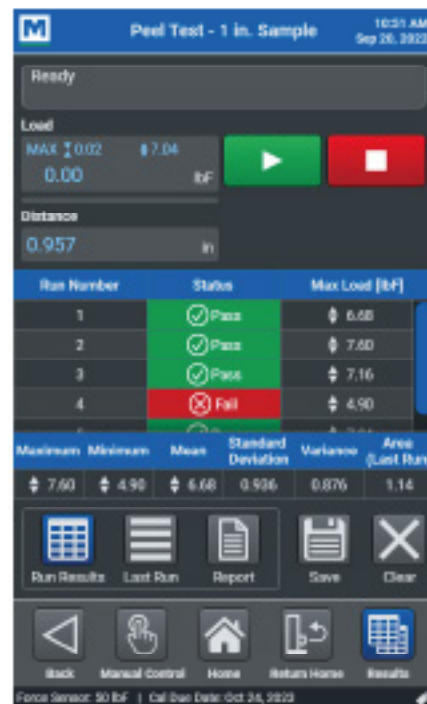 M Peel Test - 1 in. Sample 10:51 AM
Sep 20, 2023
Ready
Load
MAX 0.02 7.04
0.00 lbF
Distance
0.957 in
Run Number Status Max Load [lbF]
1 Pass 6.68
2 Pass 7.60
3 Pass 7.16
4 Fail 4.90
Maximum Minimum Mean Standard Deviation Variance Area (Last Run
7.60 4.90 6.68 0.936 0.876 1.14
Run Results Last Run Report Save Clear
Back Manual Control Home Return Home Results
Force Sensor: 50 lbF | Cal Due Date: Oct 24, 2023